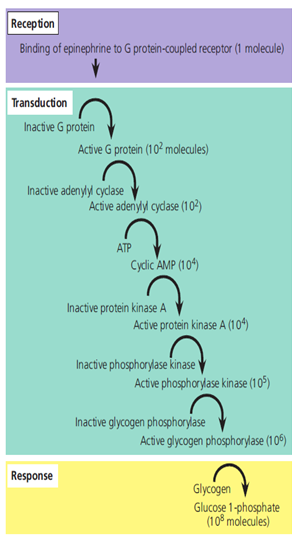 Reception
Binding of epinephrine to G protein-coupled receptor (1 molecule)
Transduction
Inactive G protein
Active G protein (10² molecules)
Inactive adenylyl cyclase
Active adenylyl cyclase (10²)
ATP
Cyclic AMP (10⁴)
Inactive protein kinase A
Active protein kinase A (10⁴)
Inactive phosphorylase kinase
Active phosphorylase kinase (10⁵)
Inactive glycogen phosphorylase
Active glycogen phosphorylase (10⁶)
Response
Glycogen
Glucose 1-phosphate
(10⁸ molecules)